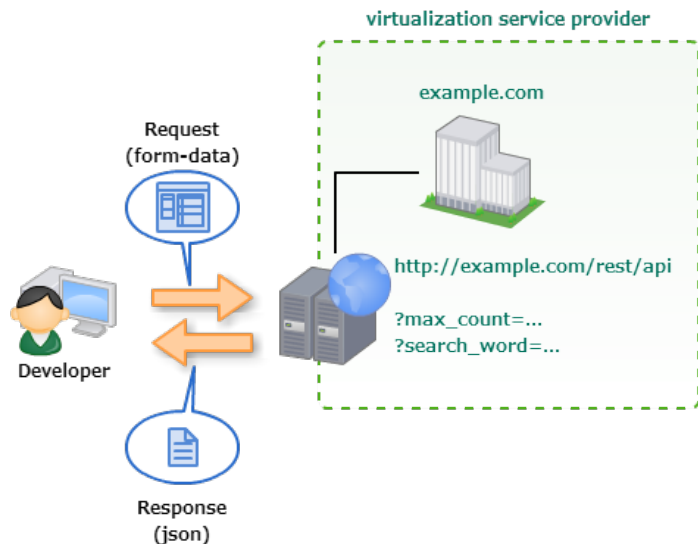 virtualization service provider
example.com
Request
(form-data)
http://example.com/rest/api
?max_count=...
?search_word=...
Developer
Response
(json)